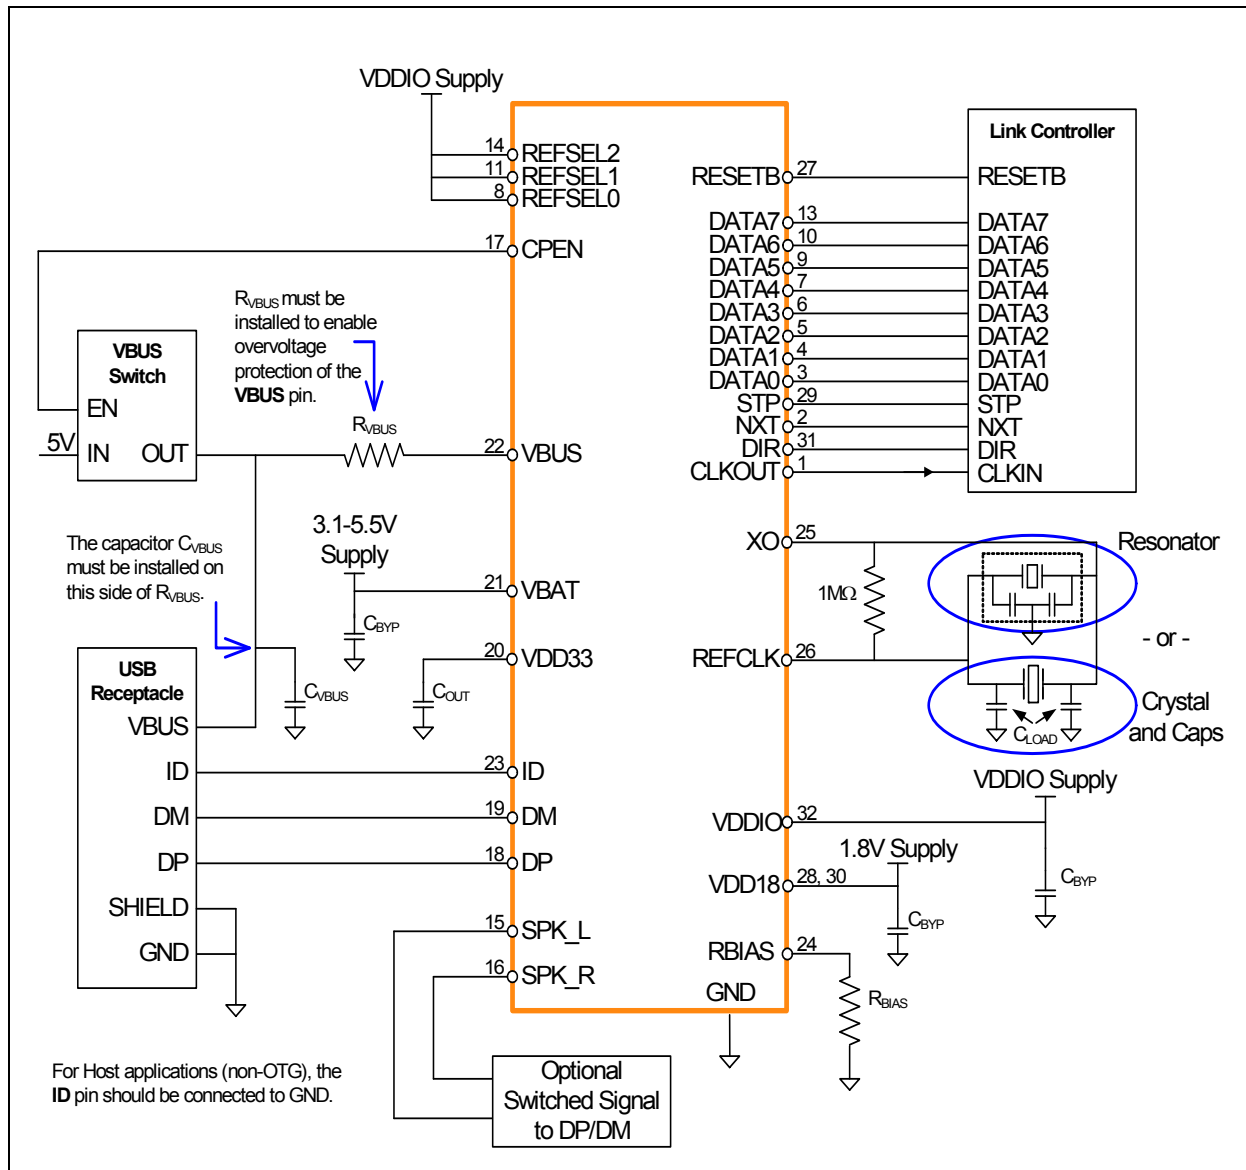 VDDIO Supply
14
REFSEL2
11
REFSEL1
8
REFSEL0
17
CPEN
RVBUS must be
installed to enable
overvoltage
protection of the
VBUS pin.
VBUS
Switch
EN
5V
IN
OUT
RVBUS
22
VBUS
The capacitor CVBUS
must be installed on
this side of RVBUS.
3.1-5.5V
Supply
21
VBAT
CBYP
20
VDD33
COUT
CVBUS
USB
Receptacle
VBUS
ID
23
ID
DM
19
DM
DP
18
DP
SHIELD
GND
15
SPK_L
16
SPK_R
For Host applications (non-OTG), the
ID pin should be connected to GND.
Optional
Switched Signal
to DP/DM
Link Controller
RESETB
27
RESETB
DATA7
13
DATA7
DATA6
10
DATA6
DATA5
9
DATA5
DATA4
7
DATA4
DATA3
6
DATA3
DATA2
5
DATA2
DATA1
4
DATA1
DATA0
3
DATA0
STP
29
STP
NXT
2
NXT
DIR
31
DIR
CLKOUT
1
CLKIN
XO
25
Resonator
1MΩ
- or -
REFCLK
26
Crystal
and Caps
CLOAD
VDDIO Supply
VDDIO
32
CBYP
1.8V Supply
VDD18
28, 30
CBYP
RBIAS
24
RBIAS
GND